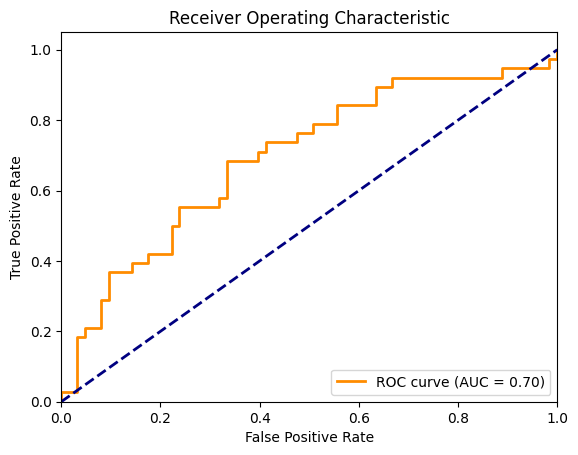 Receiver Operating Characteristic
1.0
0.8
0.6
0.4
0.2
0.0
True Positive Rate
ROC curve (AUC = 0.70)
0.0 0.2 0.4 0.6 0.8 1.0
False Positive Rate